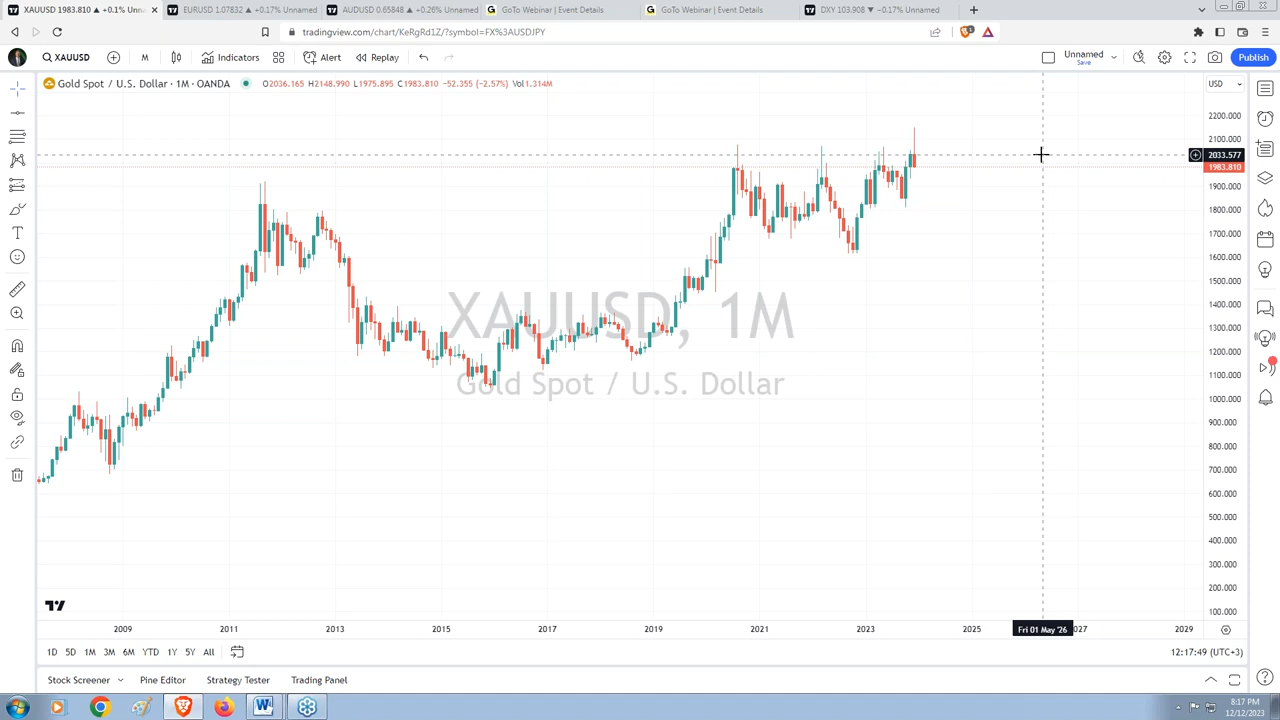 XAUUSD 1983.810 ▲ +0.1% Unn
EURUSD 1.07832 ▲ +0.17% Unnamed
AUDUSD 0.65848 ▲ +0.26% Unnamed
GoTo Webinar | Event Details
GoTo Webinar | Event Details
DXY 103.908 ▼ −0.17% Unnamed
tradingview.com/chart/KeRgRd1Z/?symbol=FX%3AUSDJPY
XAUUSD
M
Indicators
Alert
Replay
Unnamed
Save
Publish
Gold Spot / U.S. Dollar · 1M · OANDA
O2036.165 H2148.990 L1975.895 C1983.810 −52.355 (−2.57%) Vol1.314M
USD
2200.000
2100.000
2033.577
1983.810
1900.000
1800.000
1700.000
1600.000
1500.000
1400.000
1300.000
1200.000
1100.000
1000.000
900.000
800.000
700.000
600.000
500.000
400.000
300.000
200.000
100.000
XAUUSD, 1M
Gold Spot / U.S. Dollar
2009 2011 2013 2015 2017 2019 2021 2023 2025 Fri 01 May '26 027 2029
1D 5D 1M 3M 6M YTD 1Y 5Y All
12:17:49 (UTC+3)
Stock Screener
Pine Editor
Strategy Tester
Trading Panel
8:17 PM
12/12/2023